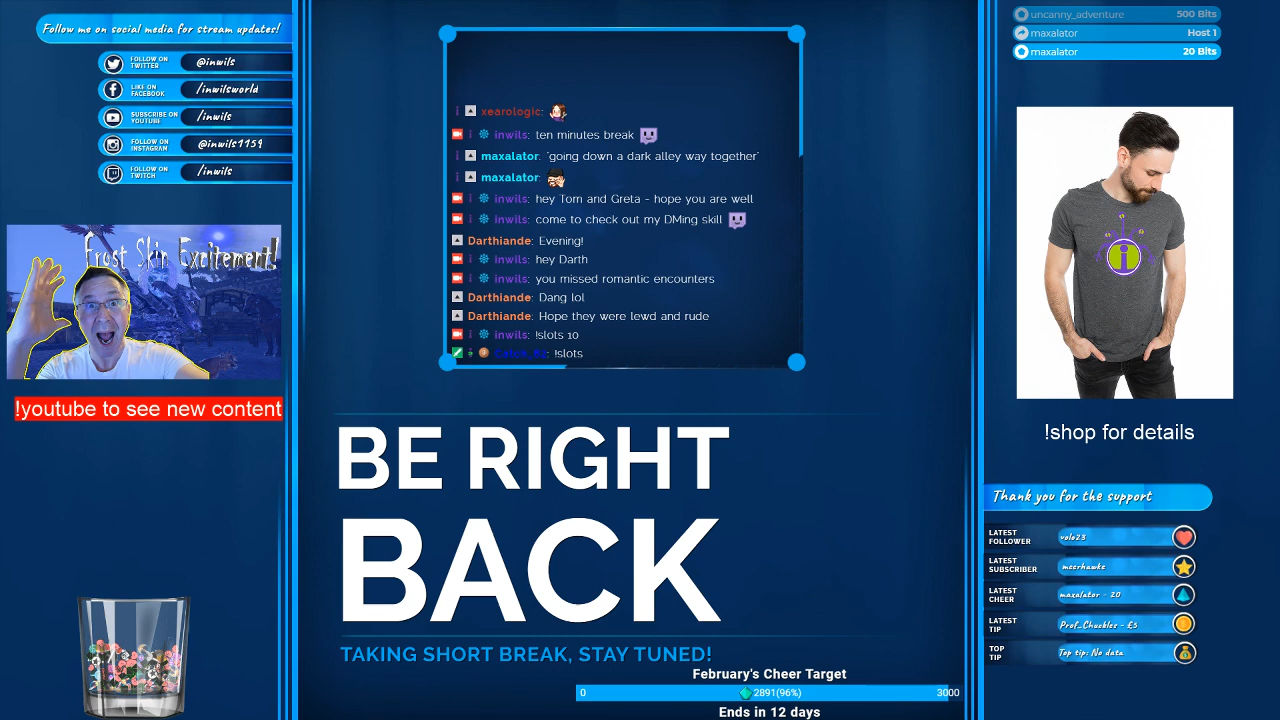 Follow me on social media for stream updates!
FOLLOW ON TWITTER
@inwils
LIKE ON FACEBOOK
/inwilsworld
SUBSCRIBE ON YOUTUBE
/inwils
FOLLOW ON INSTAGRAM
@inwils1159
FOLLOW ON TWITCH
/inwils
Frost Skin Excitement!
!youtube to see new content
xearologic:
inwils: ten minutes break
maxalator: 'going down a dark alley way together'
maxalator:
inwils: hey Tom and Greta - hope you are well
inwils: come to check out my DMing skill
Darthiande: Evening!
inwils: hey Darth
inwils: you missed romantic encounters
Darthiande: Dang lol
Darthiande: Hope they were lewd and rude
inwils: !slots 10
!slots
BE RIGHT
BACK
TAKING SHORT BREAK, STAY TUNED!
February's Cheer Target
0 2891(96%) 3000
Ends in 12 days
uncanny_adventure 500 Bits
maxalator Host 1
maxalator 20 Bits
i
!shop for details
Thank you for the support
LATEST FOLLOWER
volo23
LATEST SUBSCRIBER
meerhawke
LATEST CHEER
maxalator - 20
LATEST TIP
Prof_Chuckles - £5
TOP TIP
Top tip: No data